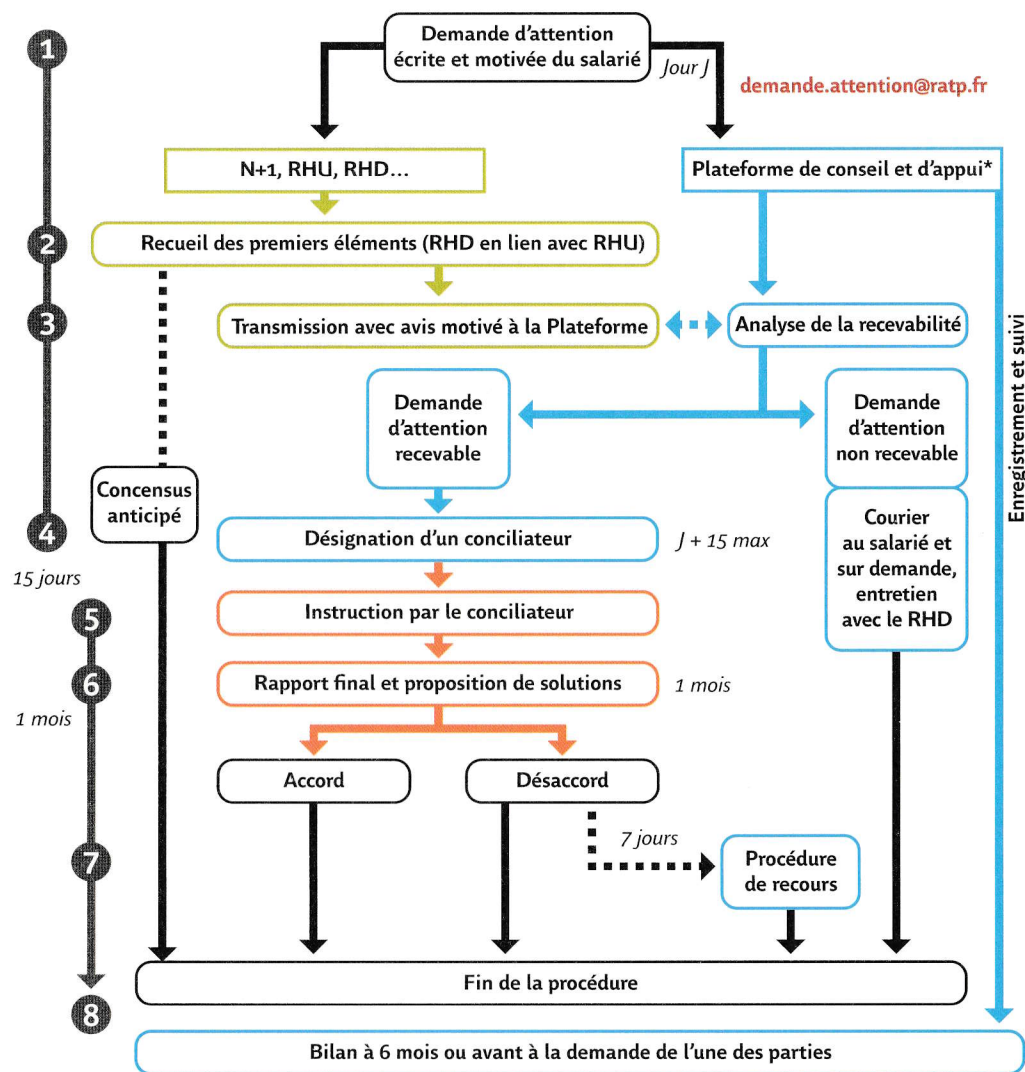 1
Demande d'attention
écrite et motivée du salarié
Jour J
demande.attention@ratp.fr
N+1, RHU, RHD...
Plateforme de conseil et d'appui*
2
Recueil des premiers éléments (RHD en lien avec RHU)
3
Transmission avec avis motivé à la Plateforme
Analyse de la recevabilité
Enregistrement et suivi
Demande
d'attention
recevable
Demande
d'attention
non recevable
Concensus
anticipé
4
Désignation d'un conciliateur
J + 15 max
Courier
au salarié et
sur demande,
entretien
avec le RHD
15 jours
5
Instruction par le conciliateur
6
Rapport final et proposition de solutions
1 mois
1 mois
Accord
Désaccord
7 jours
7
Procédure
de recours
Fin de la procédure
8
Bilan à 6 mois ou avant à la demande de l'une des parties